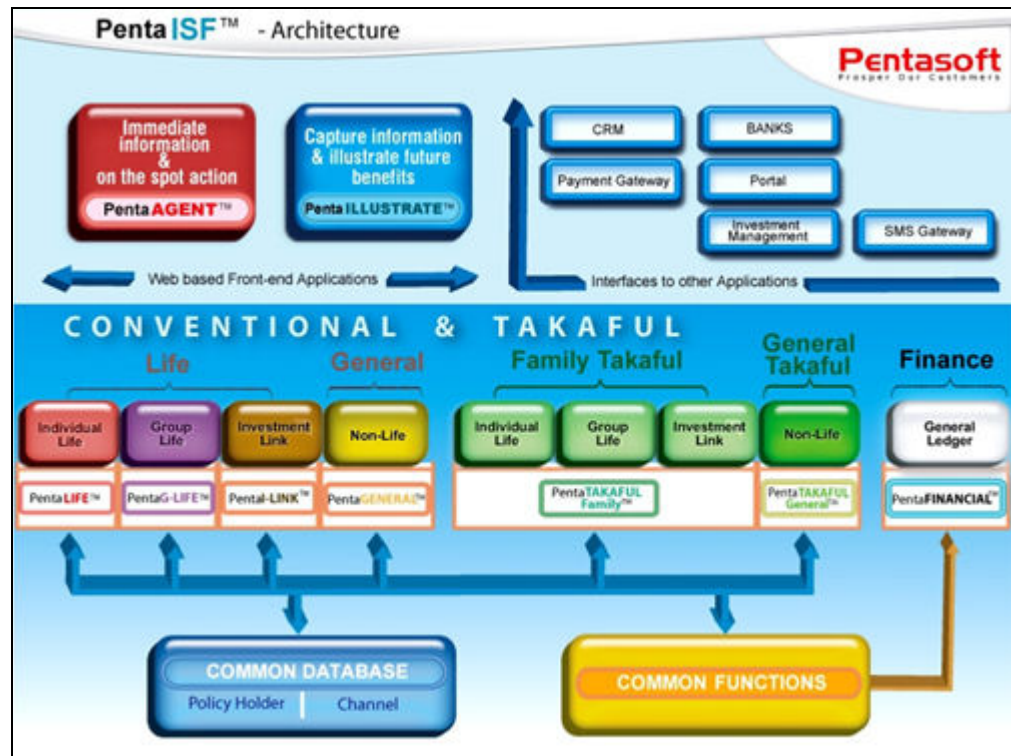 Penta ISF™ - Architecture
Pentasoft
Prosper Our Customers
Immediate
information
&
on the spot action
PentaAGENT™
Capture information
& illustrate future
benefits
Penta ILLUSTRATE™
CRM
BANKS
Payment Gateway
Portal
Investment
Management
SMS Gateway
Web based Front-end Applications
Interfaces to other Applications
CONVENTIONAL & TAKAFUL
Life
General
Family Takaful
General
Takaful
Finance
Individual
Life
Group
Life
Investment
Link
Non-Life
Individual
Life
Group
Life
Investment
Link
Non-Life
General
Ledger
PentaLIFE™
PentaG-LIFE™
PentaI-LINK™
PentaGENERAL™
PentaTAKAFUL
Family™
PentaTAKAFUL
General™
PentaFINANCIAL™
COMMON DATABASE
Policy Holder
Channel
COMMON FUNCTIONS